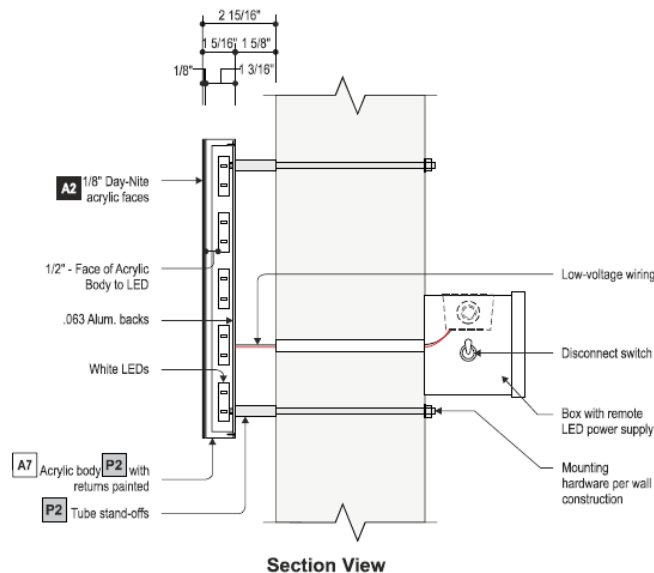 2 15/16"
1 5/16" 1 5/8"
1/8" 1 3/16"
A2 1/8" Day-Nite
acrylic faces
1/2" - Face of Acrylic
Body to LED
.063 Alum. backs
White LEDs
A7 Acrylic body P2 with
returns painted
P2 Tube stand-offs
Low-voltage wiring
Disconnect switch
Box with remote
LED power supply
Mounting
hardware per wall
construction
Section View